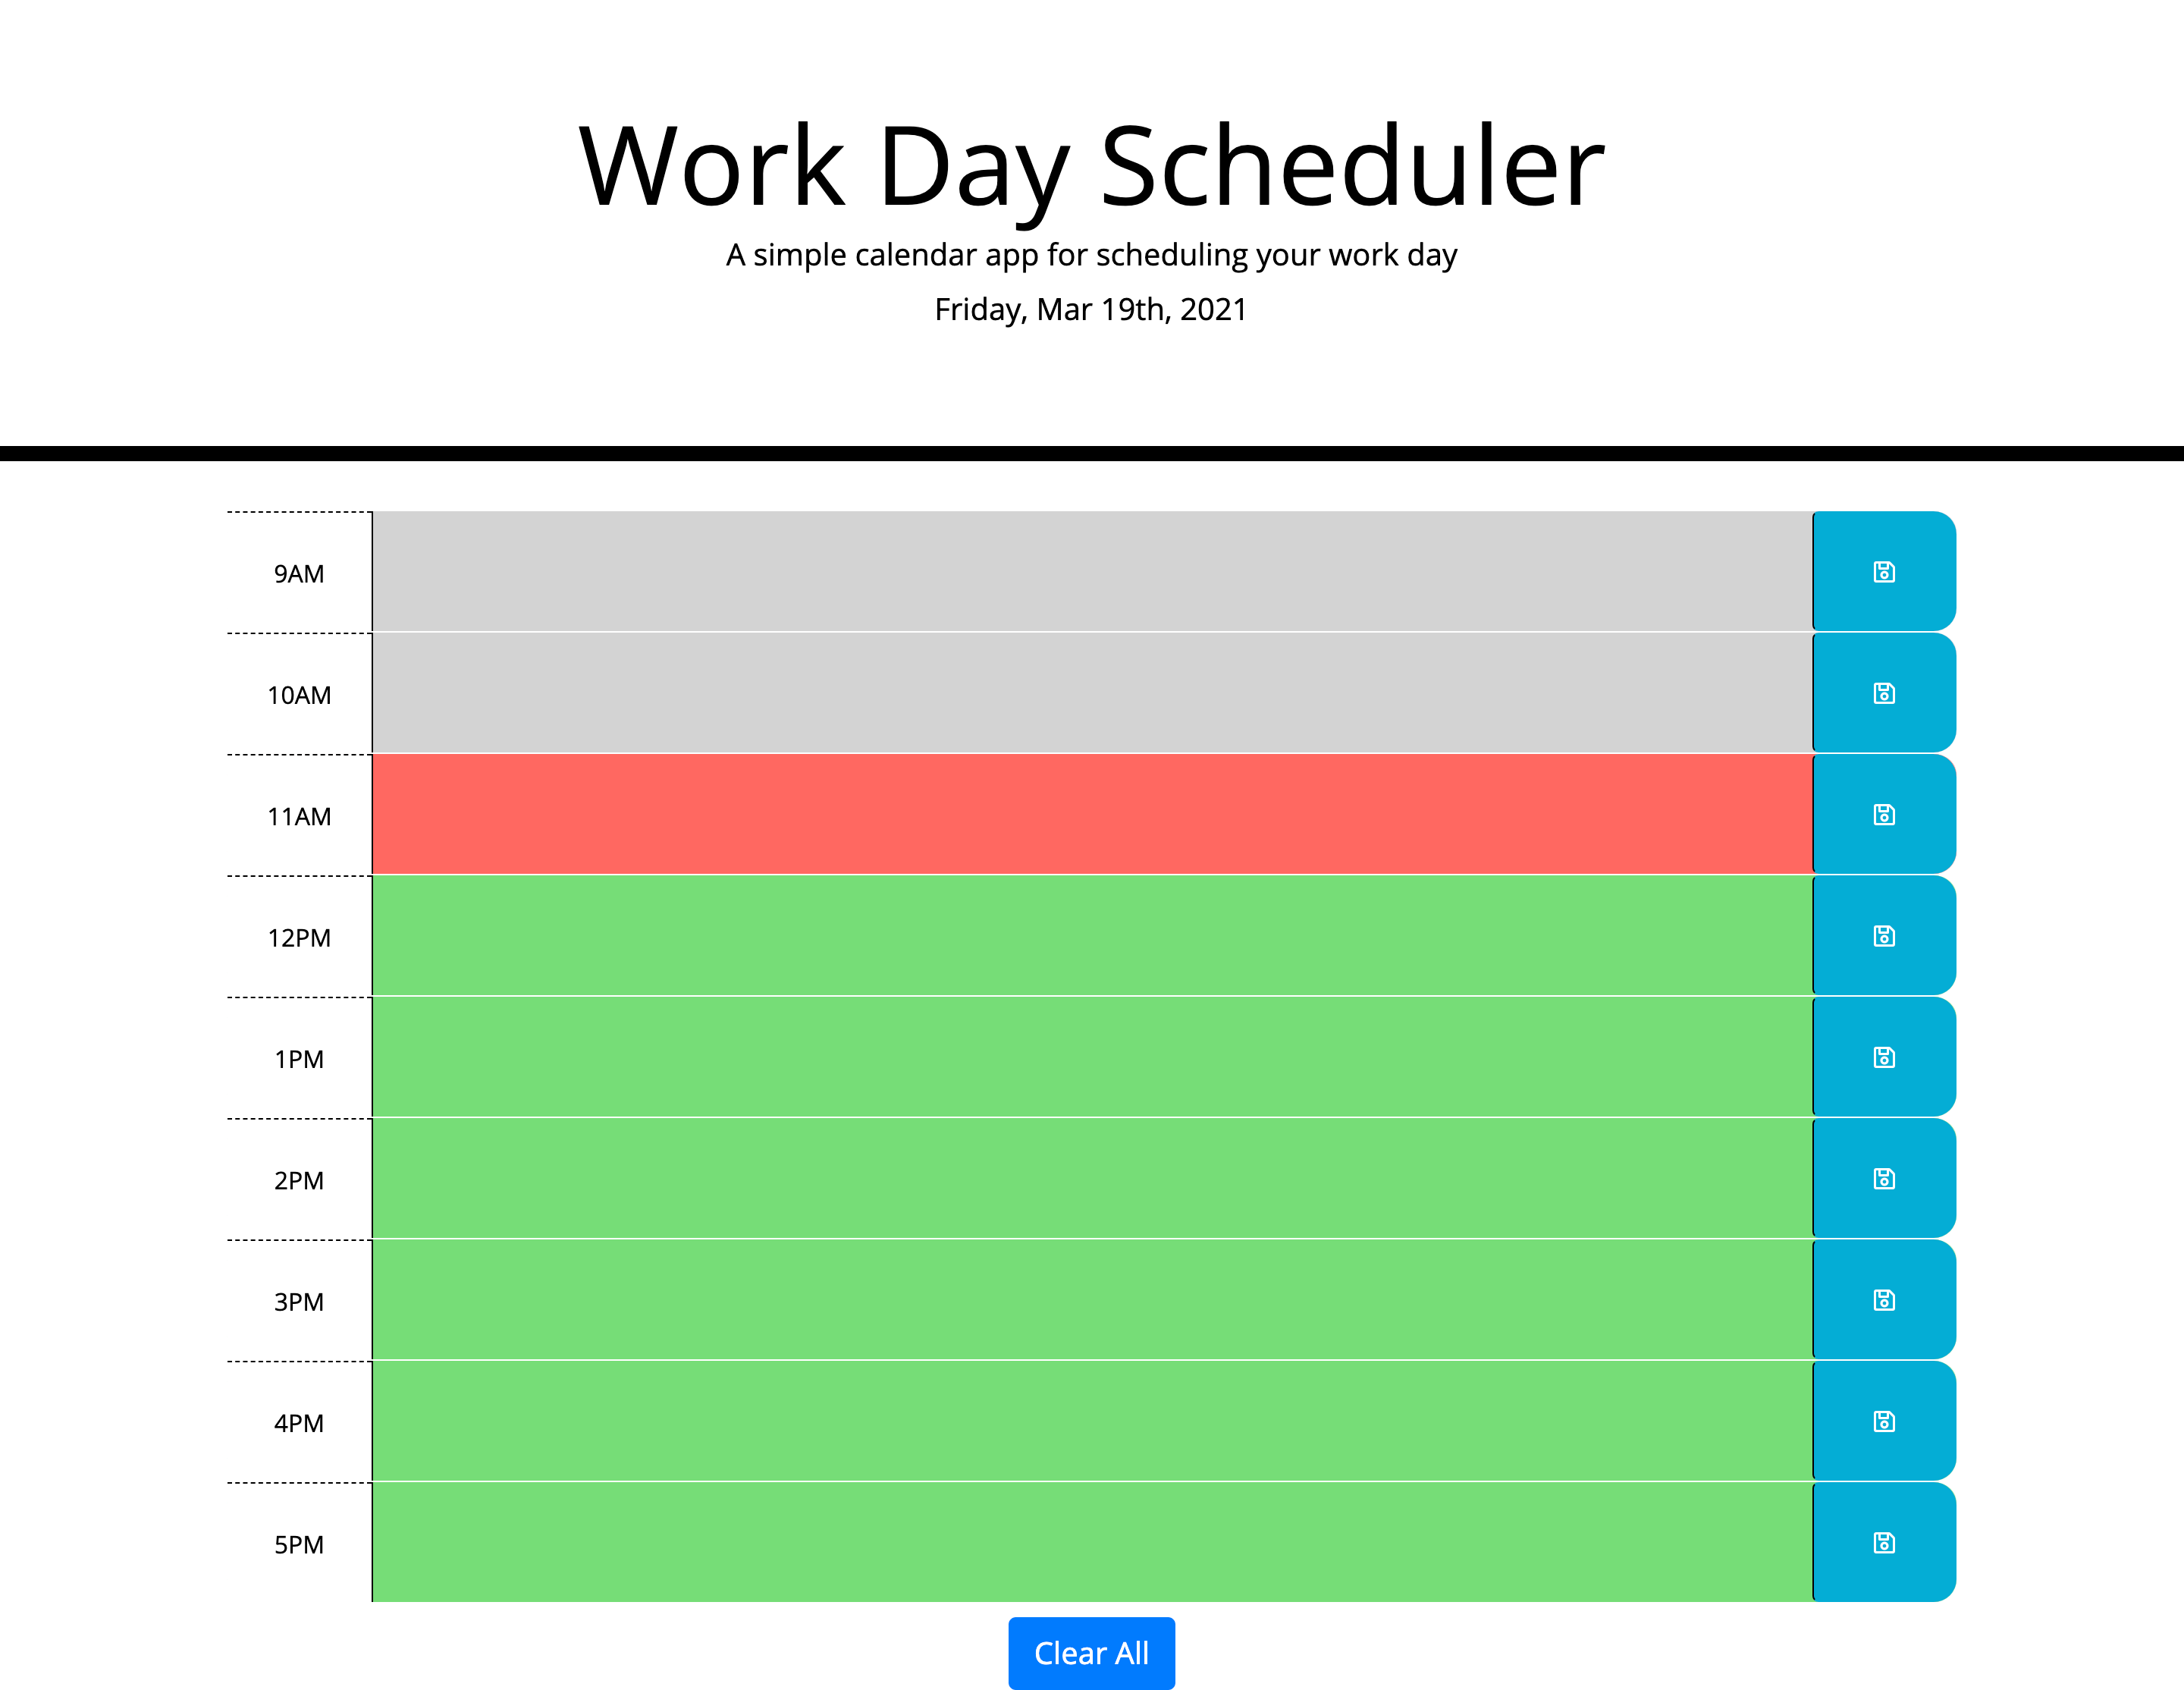 Work Day Scheduler
A simple calendar app for scheduling your work day
Friday, Mar 19th, 2021
9AM
10AM
11AM
12PM
1PM
2PM
3PM
4PM
5PM
Clear All